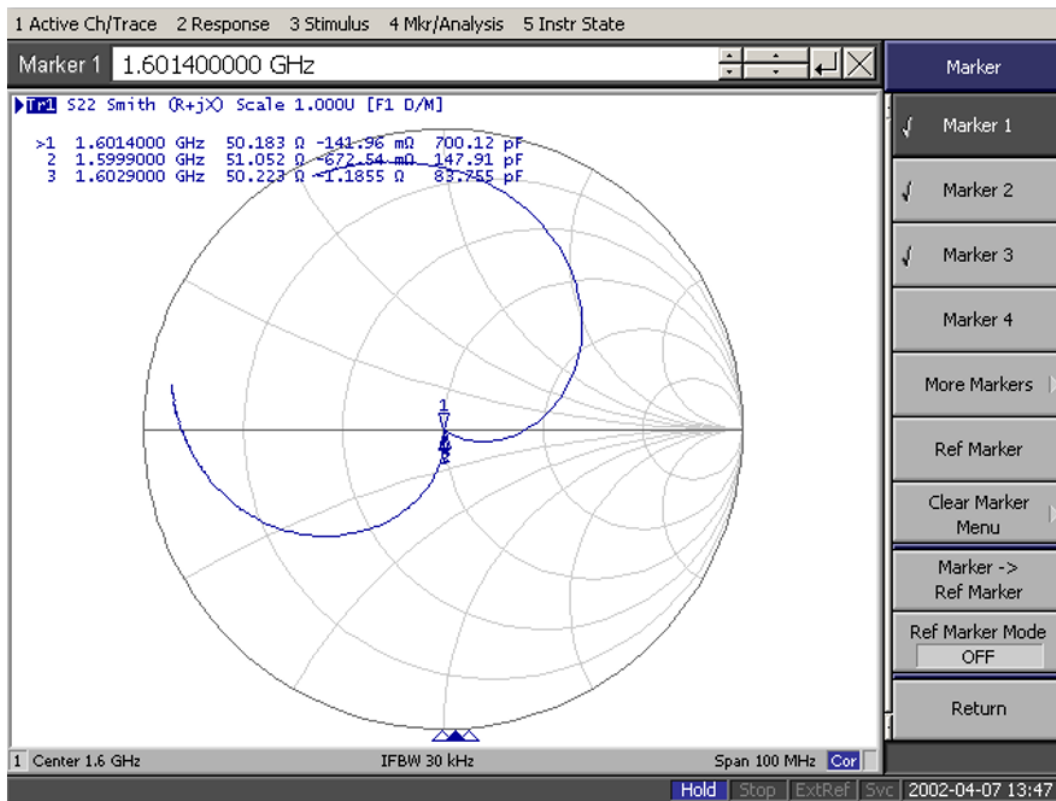 1 Active Ch/Trace 2 Response 3 Stimulus 4 Mkr/Analysis 5 Instr State
Marker 1 1.601400000 GHz
Marker
Tr1 S22 Smith (R+jX) Scale 1.000U [F1 D/M]
>1 1.6014000 GHz 50.183 Ω -141.96 mΩ 700.12 pF
2 1.5999000 GHz 51.052 Ω -672.54 mΩ 147.91 pF
3 1.6029000 GHz 50.223 Ω -1.1855 Ω 83.755 pF
1
Marker 1
Marker 2
Marker 3
Marker 4
More Markers
Ref Marker
Clear Marker
Menu
Marker ->
Ref Marker
Ref Marker Mode
OFF
Return
1 Center 1.6 GHz IFBW 30 kHz Span 100 MHz Cor
Hold Stop ExtRef Svc 2002-04-07 13:47